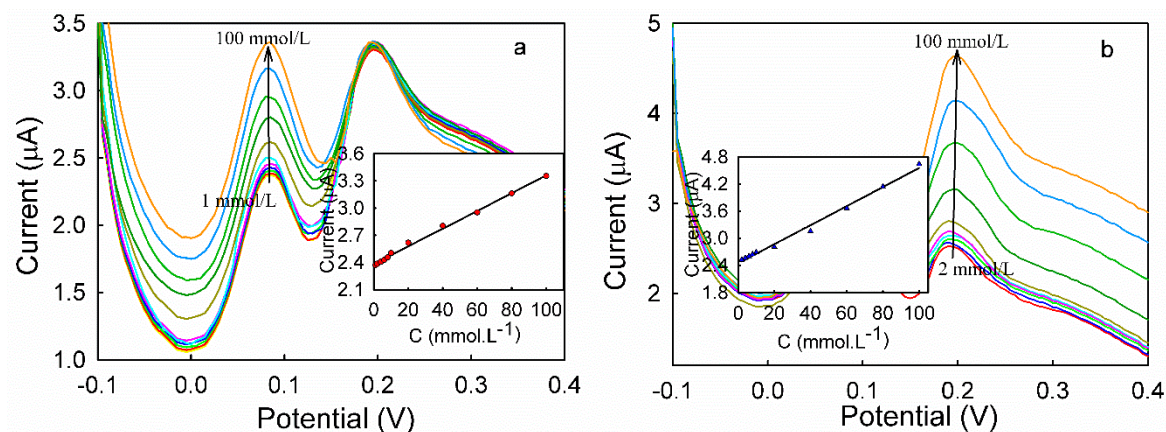 3.5
3.0
2.5
2.0
1.5
1.0
Current (µA)
100 mmol/L
a
1 mmol/L
3.6
3.3
3.0
2.7
2.4
2.1
Current (µA)
0 20 40 60 80 100
C (mmol.L-1)
-0.1 0.0 0.1 0.2 0.3 0.4
Potential (V)
5
4
3
2
Current (µA)
100 mmol/L
b
2 mmol/L
4.8
4.2
3.6
3.0
2.4
1.8
Current (µA)
0 20 40 60 80 100
C (mmol.L-1)
-0.1 0.0 0.1 0.2 0.3 0.4
Potential (V)